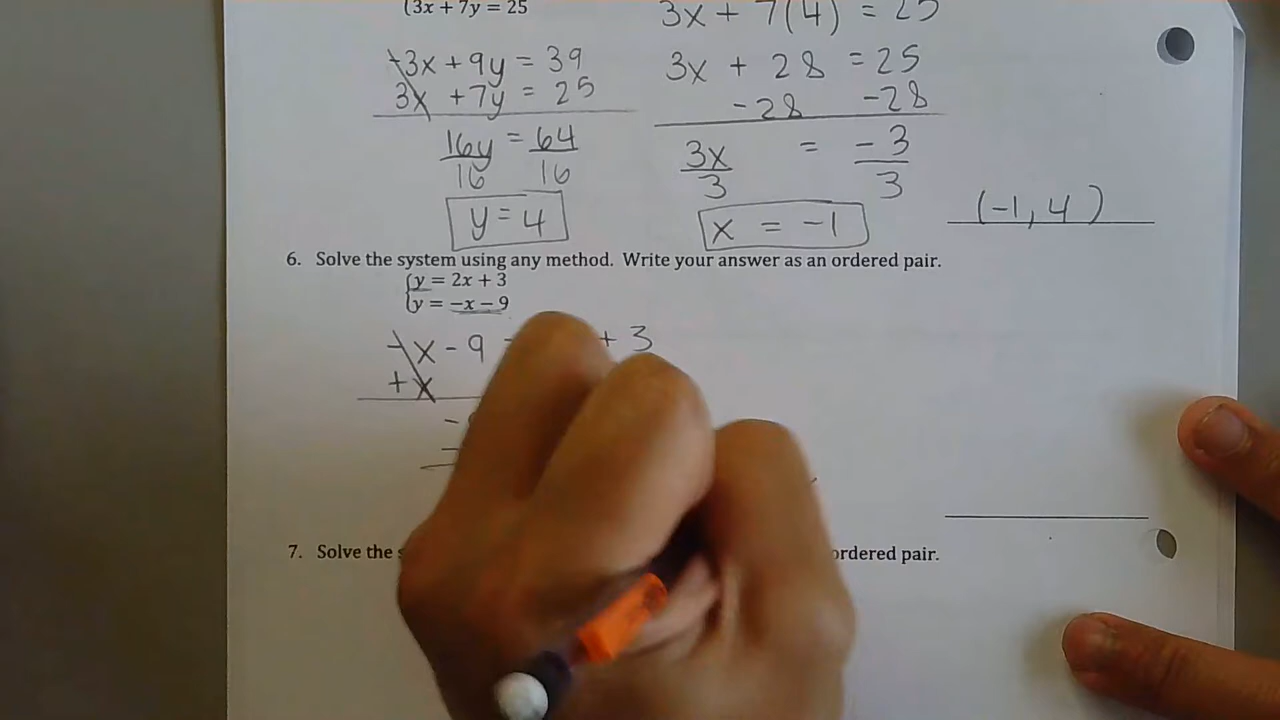 3x + 7y = 25
3x + 7(4) = 25
-3x + 9y = 39
3x + 28 = 25
3x + 7y = 25
-28 -28
16y = 64
16 16
3x = -3
3 3
y = 4
x = -1
(-1, 4)
6. Solve the system using any method. Write your answer as an ordered pair.
y = 2x + 3
y = -x - 9
-x - 9 + 3
+ x
7. Solve the ordered pair.